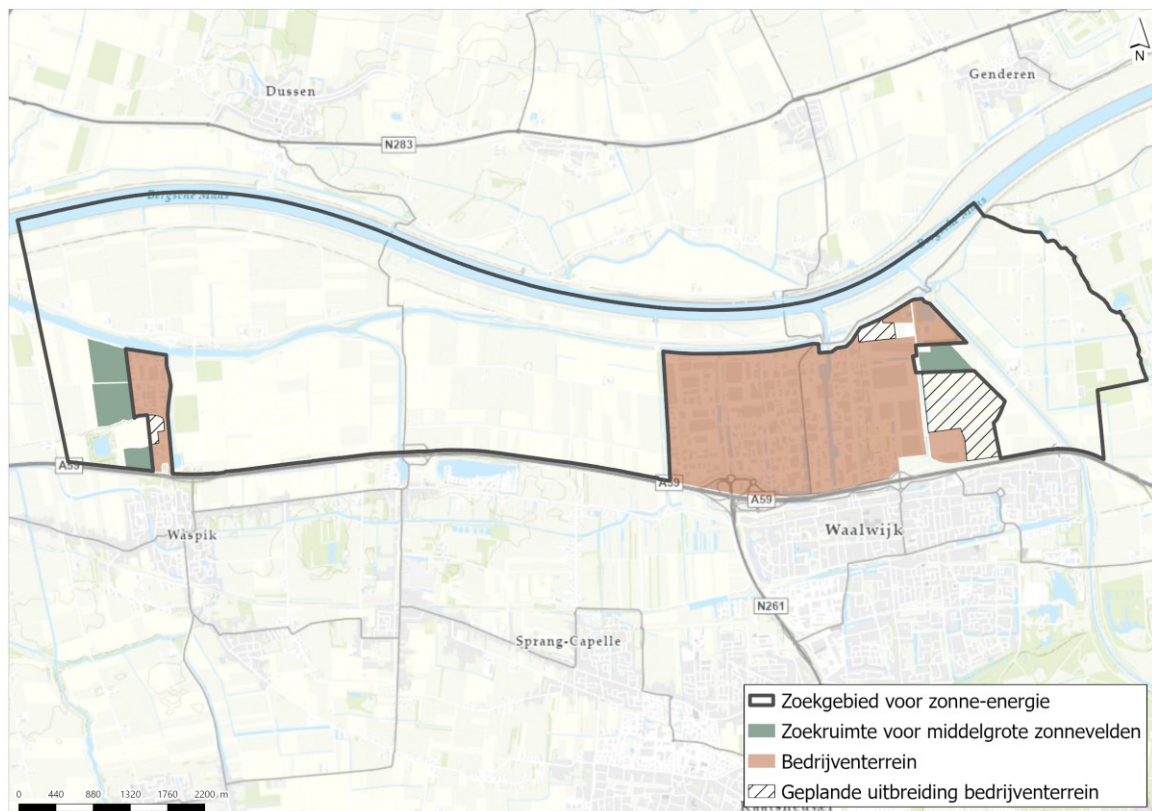 N
Genderen
Dussen
N283
Bergsche Maas
Bergsche Maas
A59
A59
A59
Waalwijk
Waspik
N261
Sprang-Capelle
Zoekgebied voor zonne-energie
Zoekruimte voor middelgrote zonnevelden
Bedrijventerrein
Geplande uitbreiding bedrijventerrein
0 440 880 1320 1760 2200 m